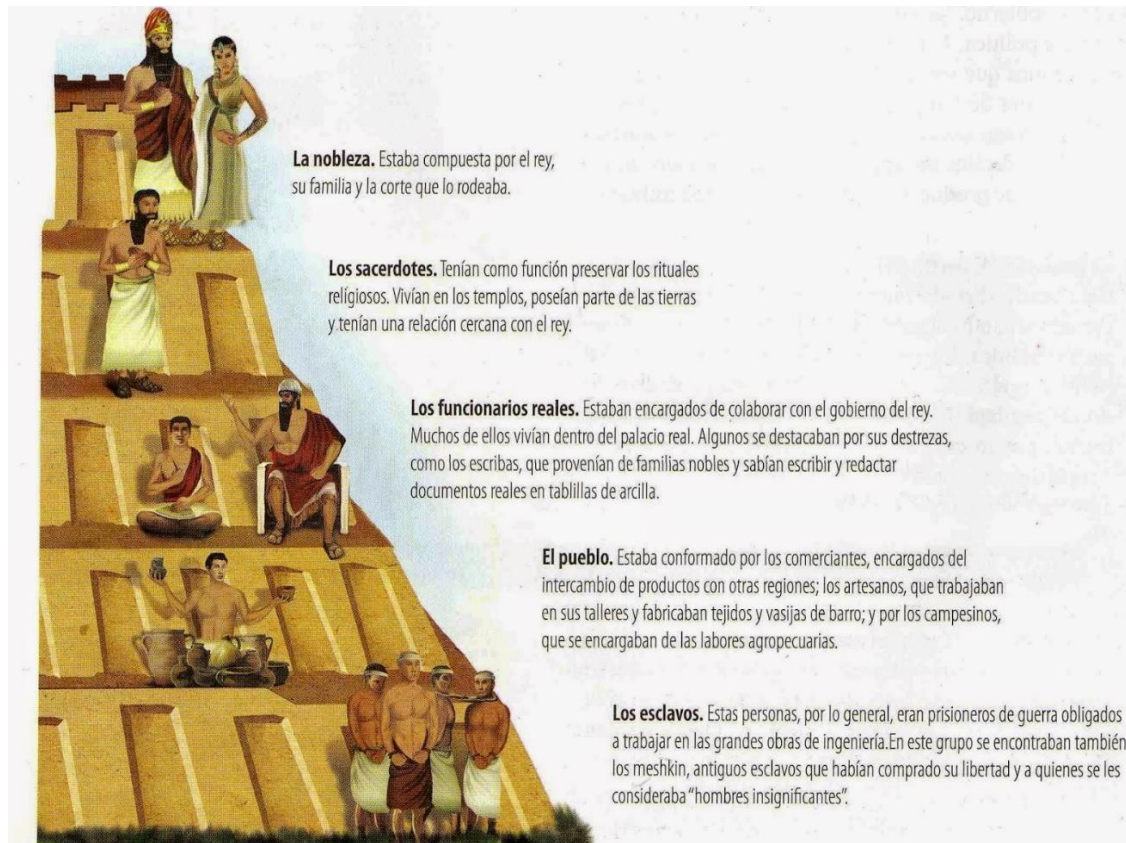 La nobleza. Estaba compuesta por el rey,
su familia y la corte que lo rodeaba.
Los sacerdotes. Tenían como función preservar los rituales
religiosos. Vivían en los templos, poseían parte de las tierras
y tenían una relación cercana con el rey.
Los funcionarios reales. Estaban encargados de colaborar con el gobierno del rey.
Muchos de ellos vivían dentro del palacio real. Algunos se destacaban por sus destrezas,
como los escribas, que provenían de familias nobles y sabían escribir y redactar
documentos reales en tablillas de arcilla.
El pueblo. Estaba conformado por los comerciantes, encargados del
intercambio de productos con otras regiones; los artesanos, que trabajaban
en sus talleres y fabricaban tejidos y vasijas de barro; y por los campesinos,
que se encargaban de las labores agropecuarias.
Los esclavos. Estas personas, por lo general, eran prisioneros de guerra obligados
a trabajar en las grandes obras de ingeniería.En este grupo se encontraban también
los meshkin, antiguos esclavos que habían comprado su libertad y a quienes se les
consideraba "hombres insignificantes".